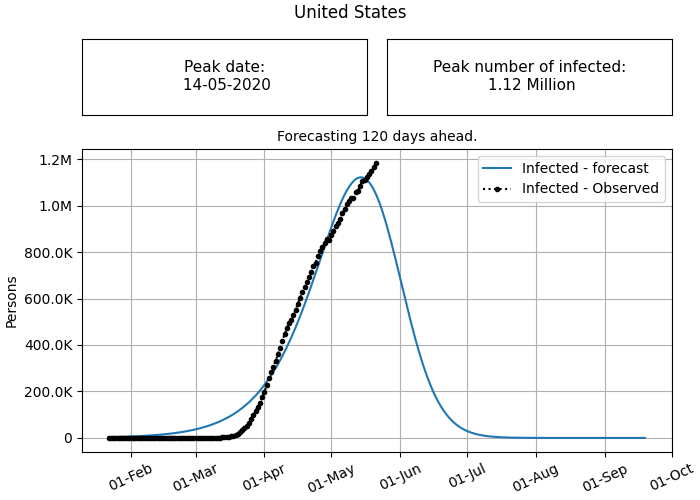 United States
Peak date:
14-05-2020
Peak number of infected:
1.12 Million
Forecasting 120 days ahead.
Infected - forecast
Infected - Observed
1.2M
1.0M
800.0K
600.0K
400.0K
200.0K
0
Persons
01-Feb
01-Mar
01-Apr
01-May
01-Jun
01-Jul
01-Aug
01-Sep
01-Oct